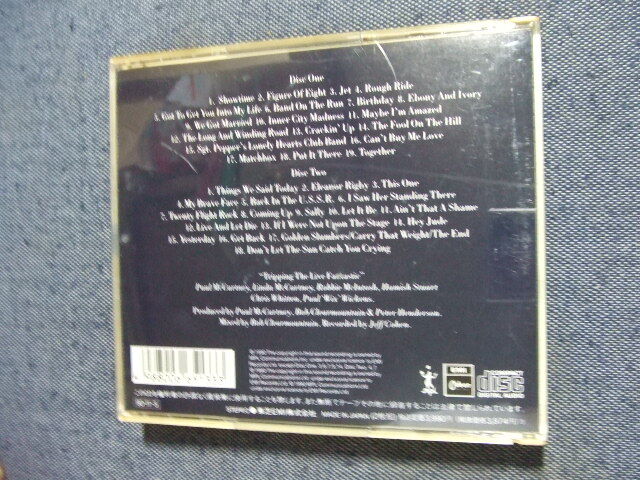 Disc One
1. Showtime 2. Figure Of Eight 3. Jet 4. Rough Ride
5. Got To Get You Into My Life 6. Band On The Run 7. Birthday 8. Ebony And Ivory
9. We Got Married 10. Inner City Madness 11. Maybe I'm Amazed
12. The Long And Winding Road 13. Crackin' Up 14. The Fool On The Hill
15. Sgt. Pepper's Lonely Hearts Club Band 16. Can't Buy Me Love
17. Matchbox 18. Put It There 19. Together
Disc Two
1. Things We Said Today 2. Eleanor Rigby 3. This One
4. My Brave Face 5. Back In The U.S.S.R. 6. I Saw Her Standing There
7. Twenty Flight Rock 8. Coming Up 9. Sally 10. Let It Be 11. Ain't That A Shame
12. Live And Let Die 13. If I Were Not Upon The Stage 14. Hey Jude
15. Yesterday 16. Get Back 17. Golden Slumbers/Carry That Weight/The End
18. Don't Let The Sun Catch You Crying
"Tripping The Live Fantastic"
Paul McCartney, Linda McCartney, Robbie McIntosh, Hamish Stuart
Chris Whitten, Paul 'Wix' Wickens.
Produced by Paul McCartney, Bob Clearmountain & Peter Henderson.
Mixed by Bob Clearmountain. Recorded by Jeff Cohen.
COMPACT
disc
DIGITAL AUDIO
MADE IN JAPAN